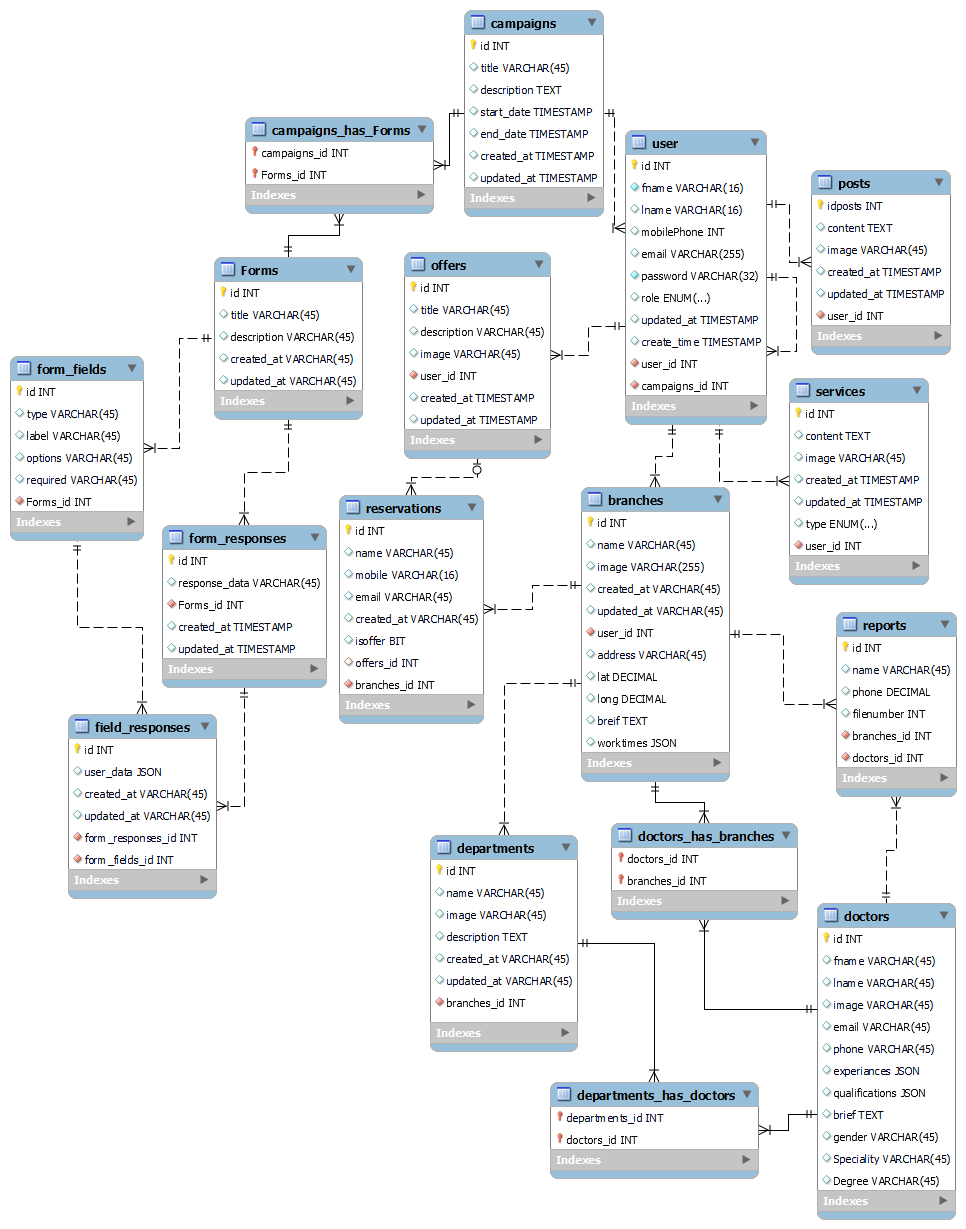 campaigns
id INT
title VARCHAR(45)
description TEXT
start_date TIMESTAMP
end_date TIMESTAMP
created_at TIMESTAMP
updated_at TIMESTAMP
Indexes
campaigns_has_Forms
campaigns_id INT
Forms_id INT
Indexes
user
id INT
fname VARCHAR(16)
lname VARCHAR(16)
mobilePhone INT
email VARCHAR(255)
password VARCHAR(32)
role ENUM(...)
updated_at TIMESTAMP
create_time TIMESTAMP
user_id INT
campaigns_id INT
Indexes
posts
idposts INT
content TEXT
image VARCHAR(45)
created_at TIMESTAMP
updated_at TIMESTAMP
user_id INT
Indexes
Forms
id INT
title VARCHAR(45)
description VARCHAR(45)
created_at VARCHAR(45)
updated_at VARCHAR(45)
Indexes
offers
id INT
title VARCHAR(45)
description VARCHAR(45)
image VARCHAR(45)
user_id INT
created_at TIMESTAMP
updated_at TIMESTAMP
Indexes
form_fields
id INT
type VARCHAR(45)
label VARCHAR(45)
options VARCHAR(45)
required VARCHAR(45)
Forms_id INT
Indexes
services
id INT
content TEXT
image VARCHAR(45)
created_at TIMESTAMP
updated_at TIMESTAMP
type ENUM(...)
user_id INT
Indexes
form_responses
id INT
response_data VARCHAR(45)
Forms_id INT
created_at TIMESTAMP
updated_at TIMESTAMP
Indexes
reservations
id INT
name VARCHAR(45)
mobile VARCHAR(16)
email VARCHAR(45)
created_at VARCHAR(45)
isoffer BIT
offers_id INT
branches_id INT
Indexes
branches
id INT
name VARCHAR(45)
image VARCHAR(255)
created_at VARCHAR(45)
updated_at VARCHAR(45)
user_id INT
address VARCHAR(45)
lat DECIMAL
long DECIMAL
breif TEXT
worktimes JSON
Indexes
reports
id INT
name VARCHAR(45)
phone DECIMAL
filenumber INT
branches_id INT
doctors_id INT
Indexes
field_responses
id INT
user_data JSON
created_at VARCHAR(45)
updated_at VARCHAR(45)
form_responses_id INT
form_fields_id INT
Indexes
departments
id INT
name VARCHAR(45)
image VARCHAR(45)
description TEXT
created_at VARCHAR(45)
updated_at VARCHAR(45)
branches_id INT
Indexes
doctors_has_branches
doctors_id INT
branches_id INT
Indexes
doctors
id INT
fname VARCHAR(45)
lname VARCHAR(45)
image VARCHAR(45)
email VARCHAR(45)
phone VARCHAR(45)
experiances JSON
qualifications JSON
brief TEXT
gender VARCHAR(45)
Speciality VARCHAR(45)
Degree VARCHAR(45)
Indexes
departments_has_doctors
departments_id INT
doctors_id INT
Indexes